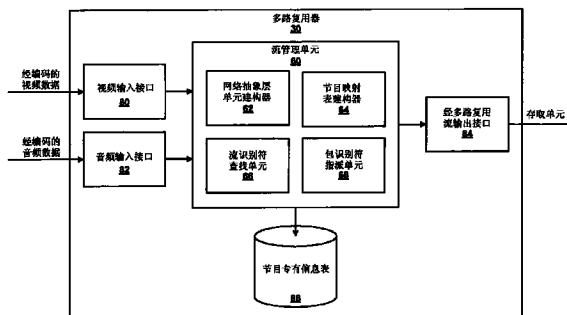 多路复用器
30
流管理单元
60
经编码的
视频数据
视频输入接口
80
网络抽象层
单元建构器
62
节目映射
表建构器
64
经多路复用
流输出接口
84
存取单元
经编码的
音频数据
音频输入接口
82
流识别符
查找单元
66
包识别符
指派单元
68
节目专有信息表
88